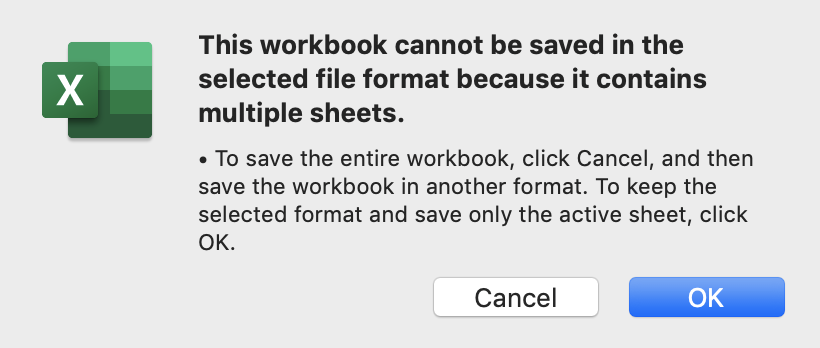 X
This workbook cannot be saved in the
selected file format because it contains
multiple sheets.
• To save the entire workbook, click Cancel, and then
save the workbook in another format. To keep the
selected format and save only the active sheet, click
OK.
Cancel
OK